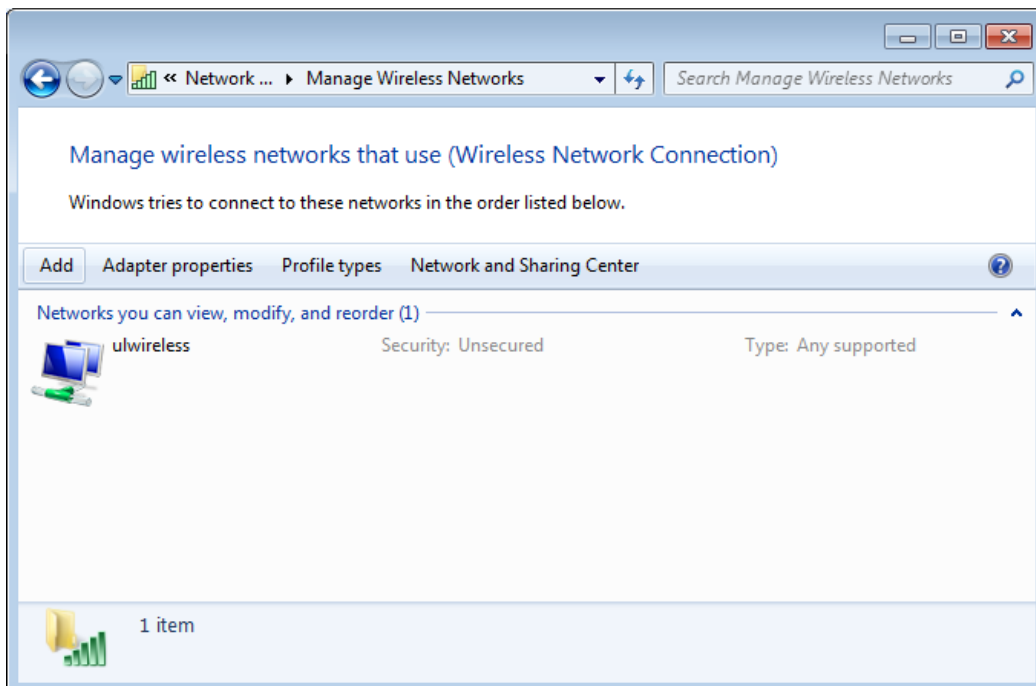 « Network ... ▸ Manage Wireless Networks Search Manage Wireless Networks
Manage wireless networks that use (Wireless Network Connection)
Windows tries to connect to these networks in the order listed below.
Add Adapter properties Profile types Network and Sharing Center
Networks you can view, modify, and reorder (1)
ulwireless Security: Unsecured Type: Any supported
1 item